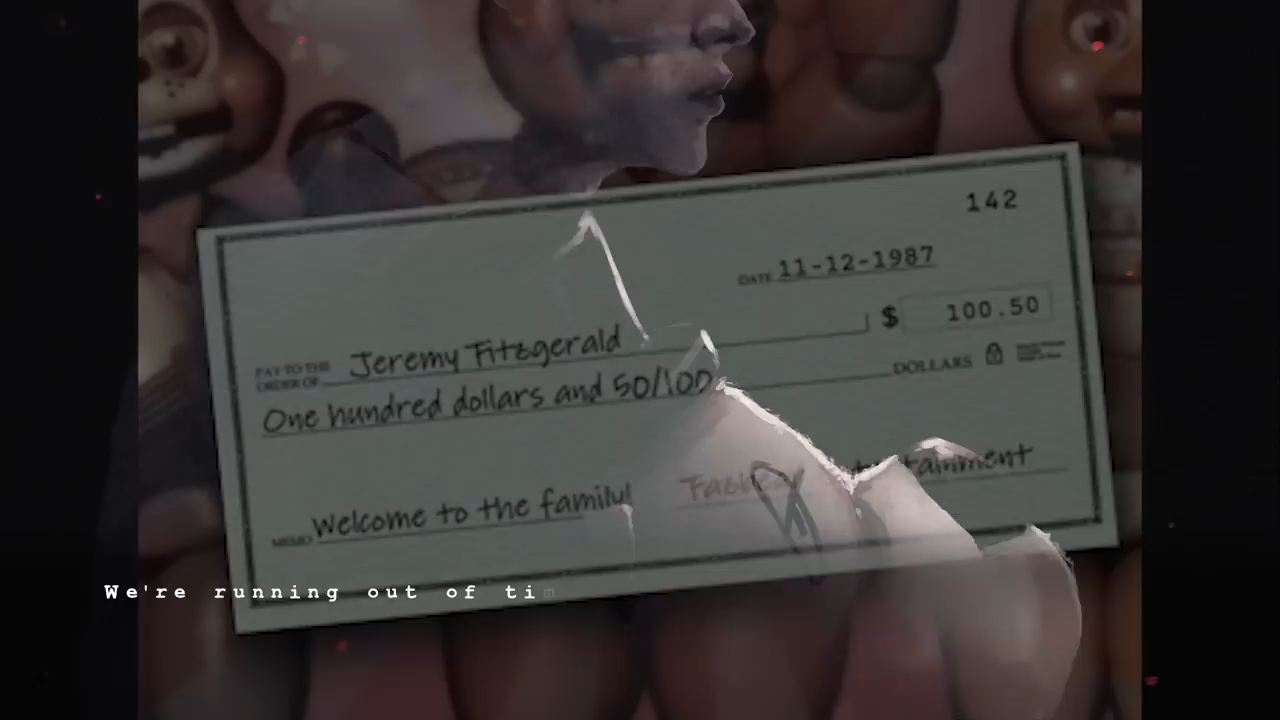 142
DATE 11-12-1987
PAY TO THE
ORDER OF Jeremy Fitzgerald $ 100.50
One hundred dollars and 50/100 DOLLARS
MEMO Welcome to the family!
We're running out of tim